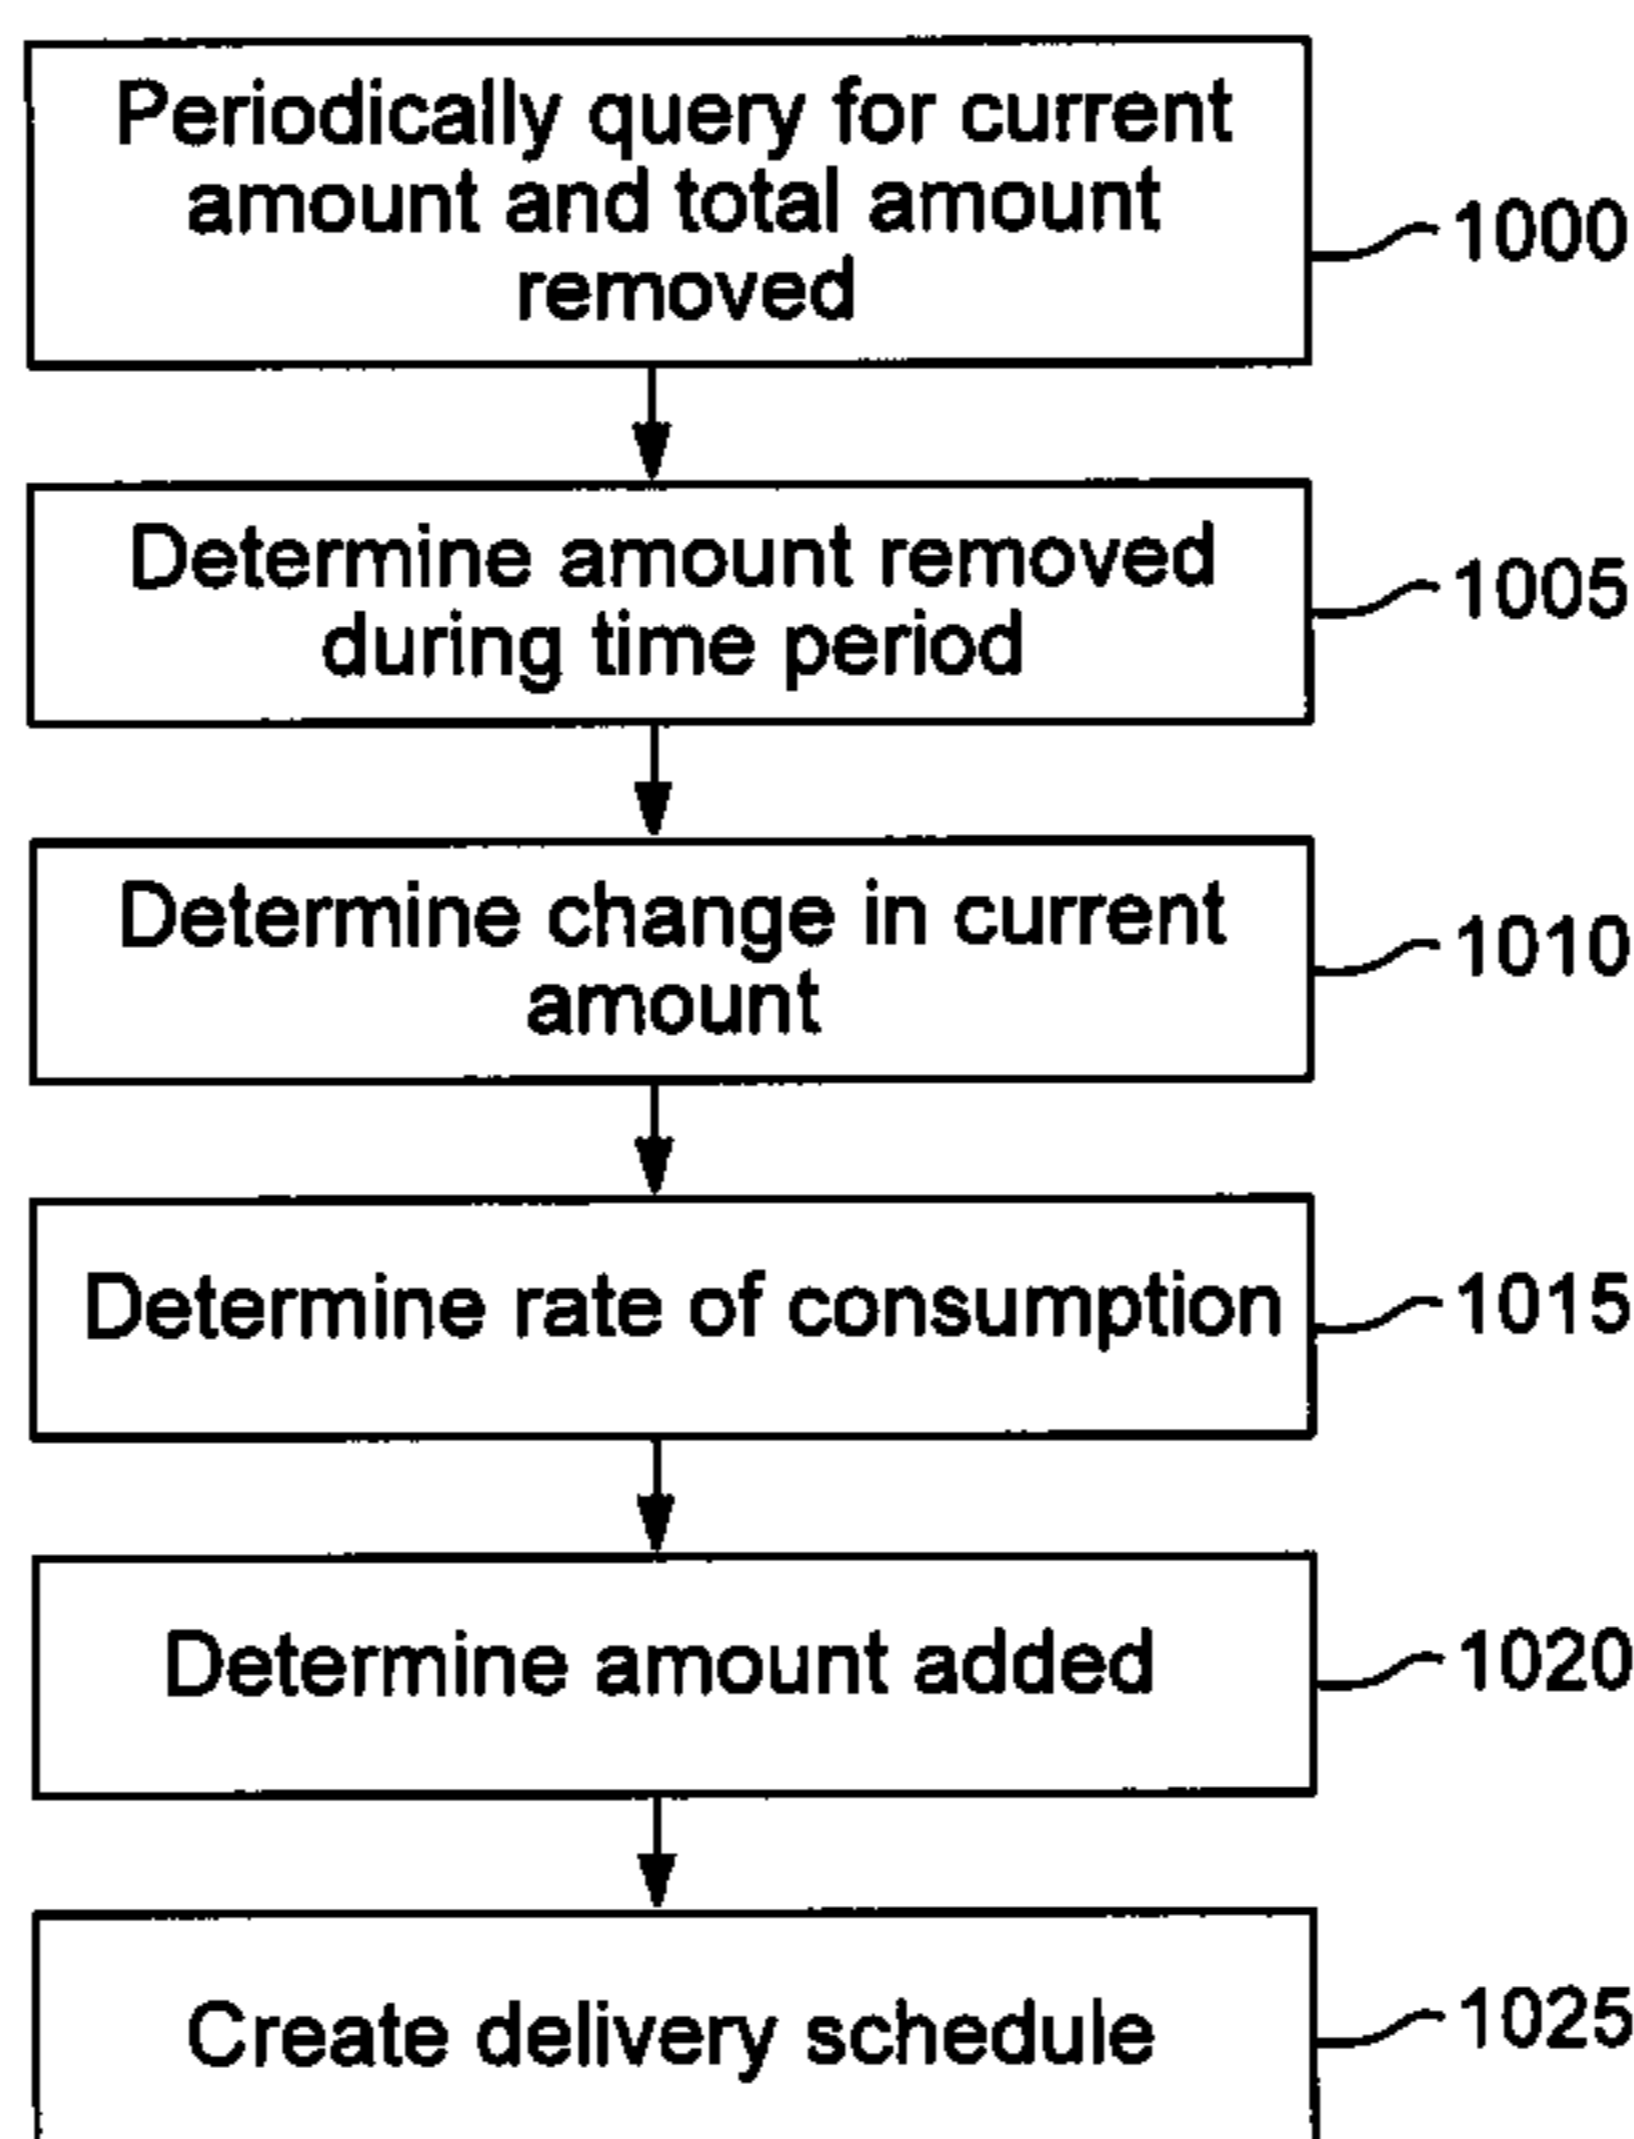 Periodically query for current
amount and total amount
removed
1000
Determine amount removed
during time period
1005
Determine change in current
amount
1010
Determine rate of consumption
1015
Determine amount added
1020
Create delivery schedule
1025